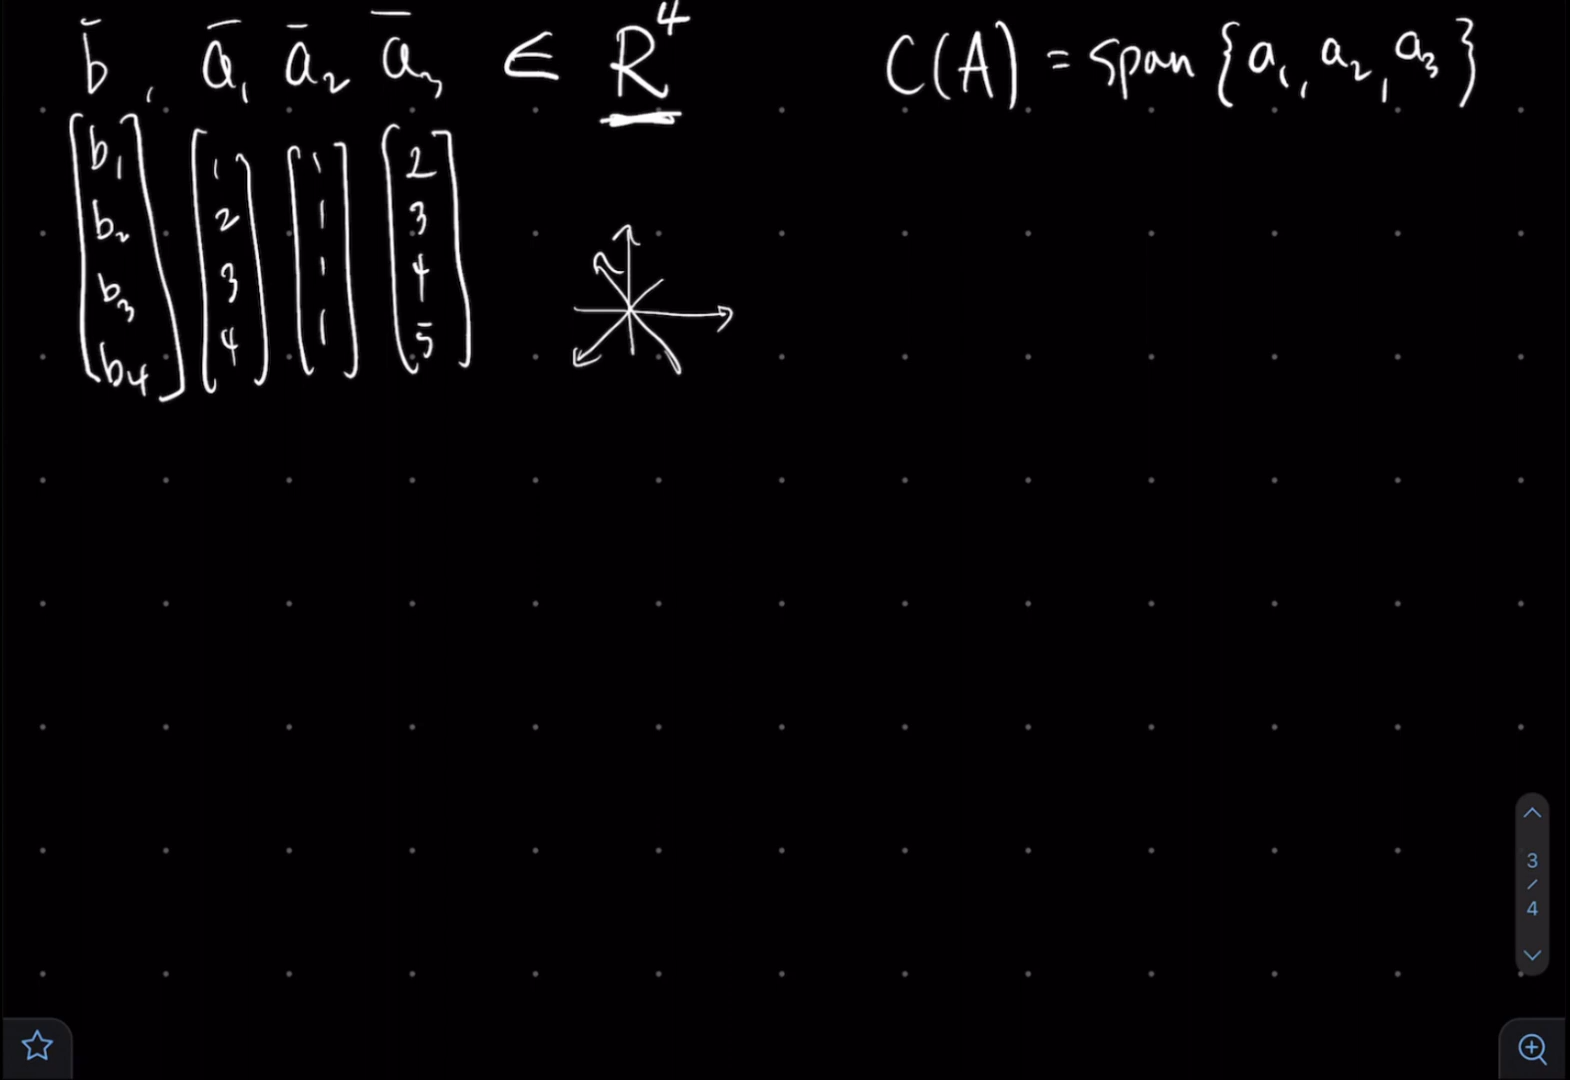 b̄, ā₁ ā₂ ā₃ ∈ R⁴
C(A) = span {a₁, a₂, a₃}
b₁ 1 1 2
b₂ 2 1 3
b₃ 3 1 4
b₄ 4 1 5
3
/
4